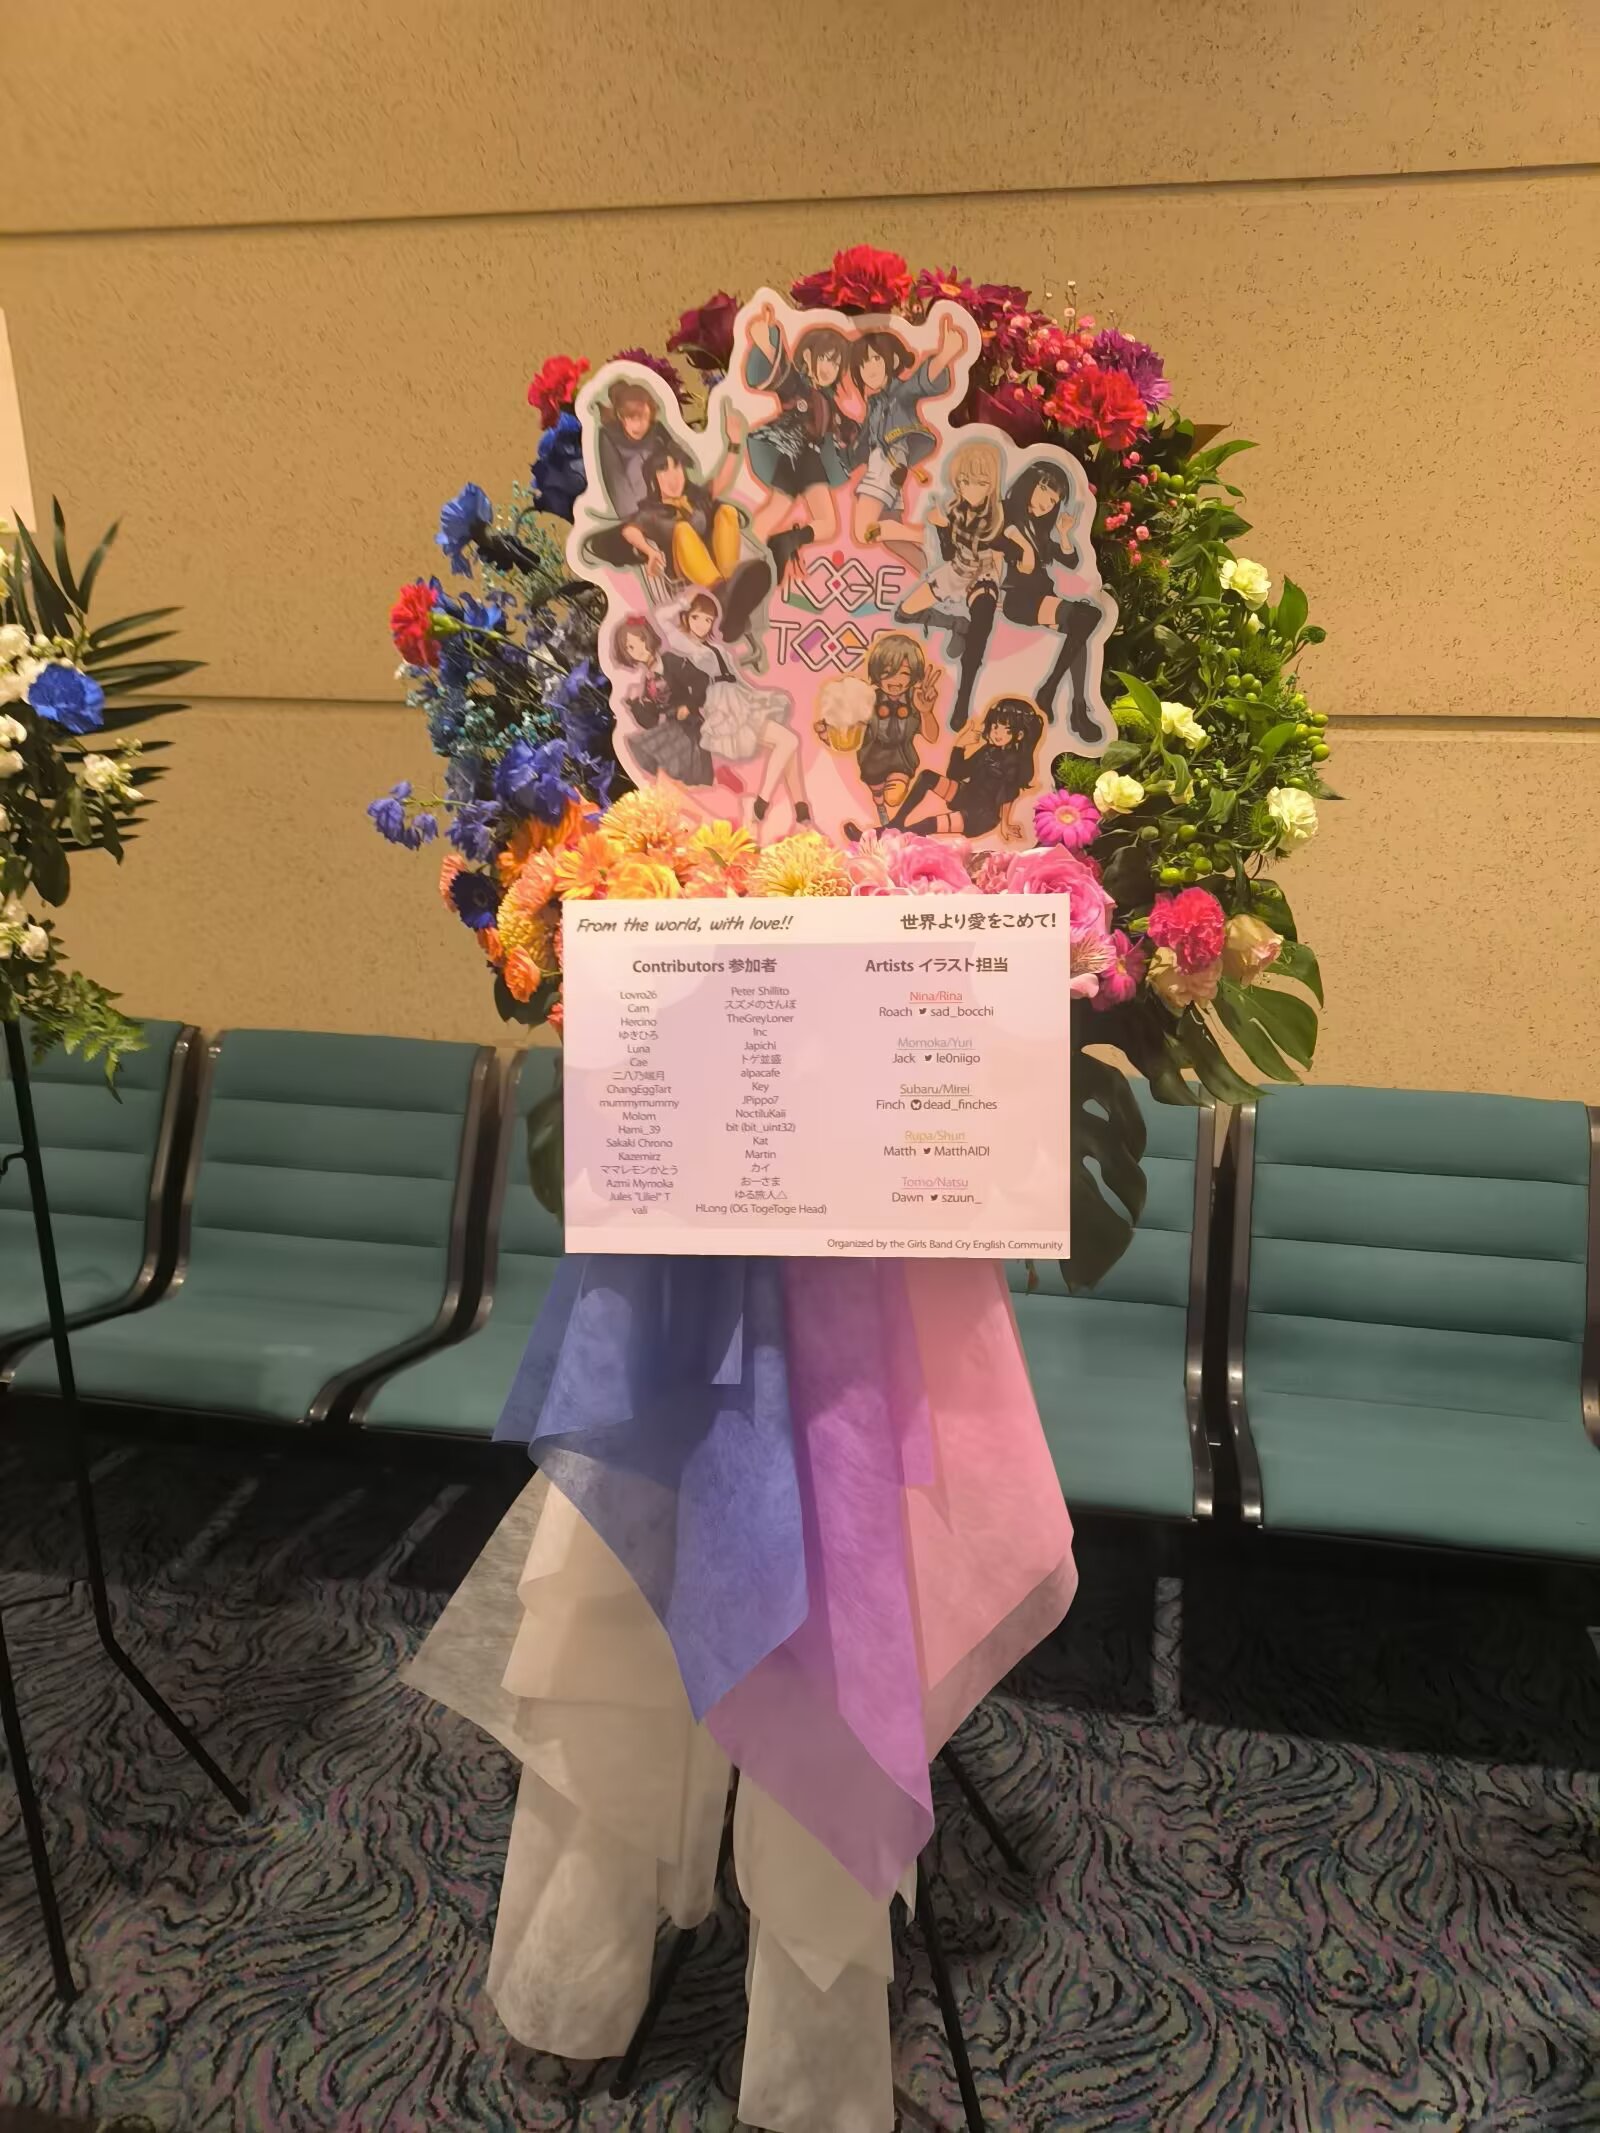 TOGE
TOGE
From the world, with love!!
世界より愛をこめて!
Contributors 参加者
Lovro26
Cam
Hercino
ゆきひろ
Luna
Cae
二八乃端月
ChangEggTart
mummymummy
Molom
Hami_39
Sakaki Chrono
Kazemirz
ママレモンかとう
Azmi Mymoka
Jules "Liliel" T
vali
Peter Shillito
スズメのさんぽ
TheGreyLoner
Inc
Japichi
トゲ並盛
alpacafe
Key
JPippo7
NoctiluKaii
bit (bit_uint32)
Kat
Martin
カイ
おーさま
ゆる旅人△
HLong (OG TogeToge Head)
Artists イラスト担当
Nina/Rina
Roach sad_bocchi
Momoka/Yuri
Jack le0niigo
Subaru/Mirei
Finch dead_finches
Rupa/Shuri
Matth MatthAIDI
Tomo/Natsu
Dawn szuun_
Organized by the Girls Band Cry English Community